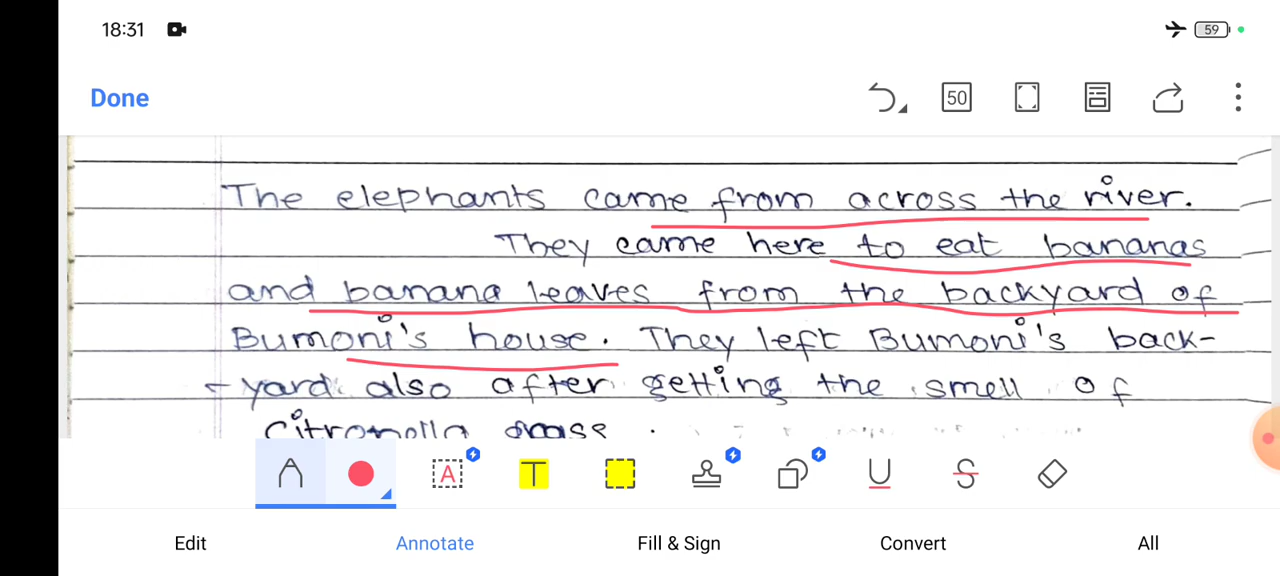 18:31
59
Done
50
The elephants came from across the river.
They came here to eat bananas
and banana leaves from the backyard of
Bumoni's house. They left Bumoni's back-
-yard also after getting the smell of
Citronella
A
T
U
S
Edit
Annotate
Fill & Sign
Convert
All